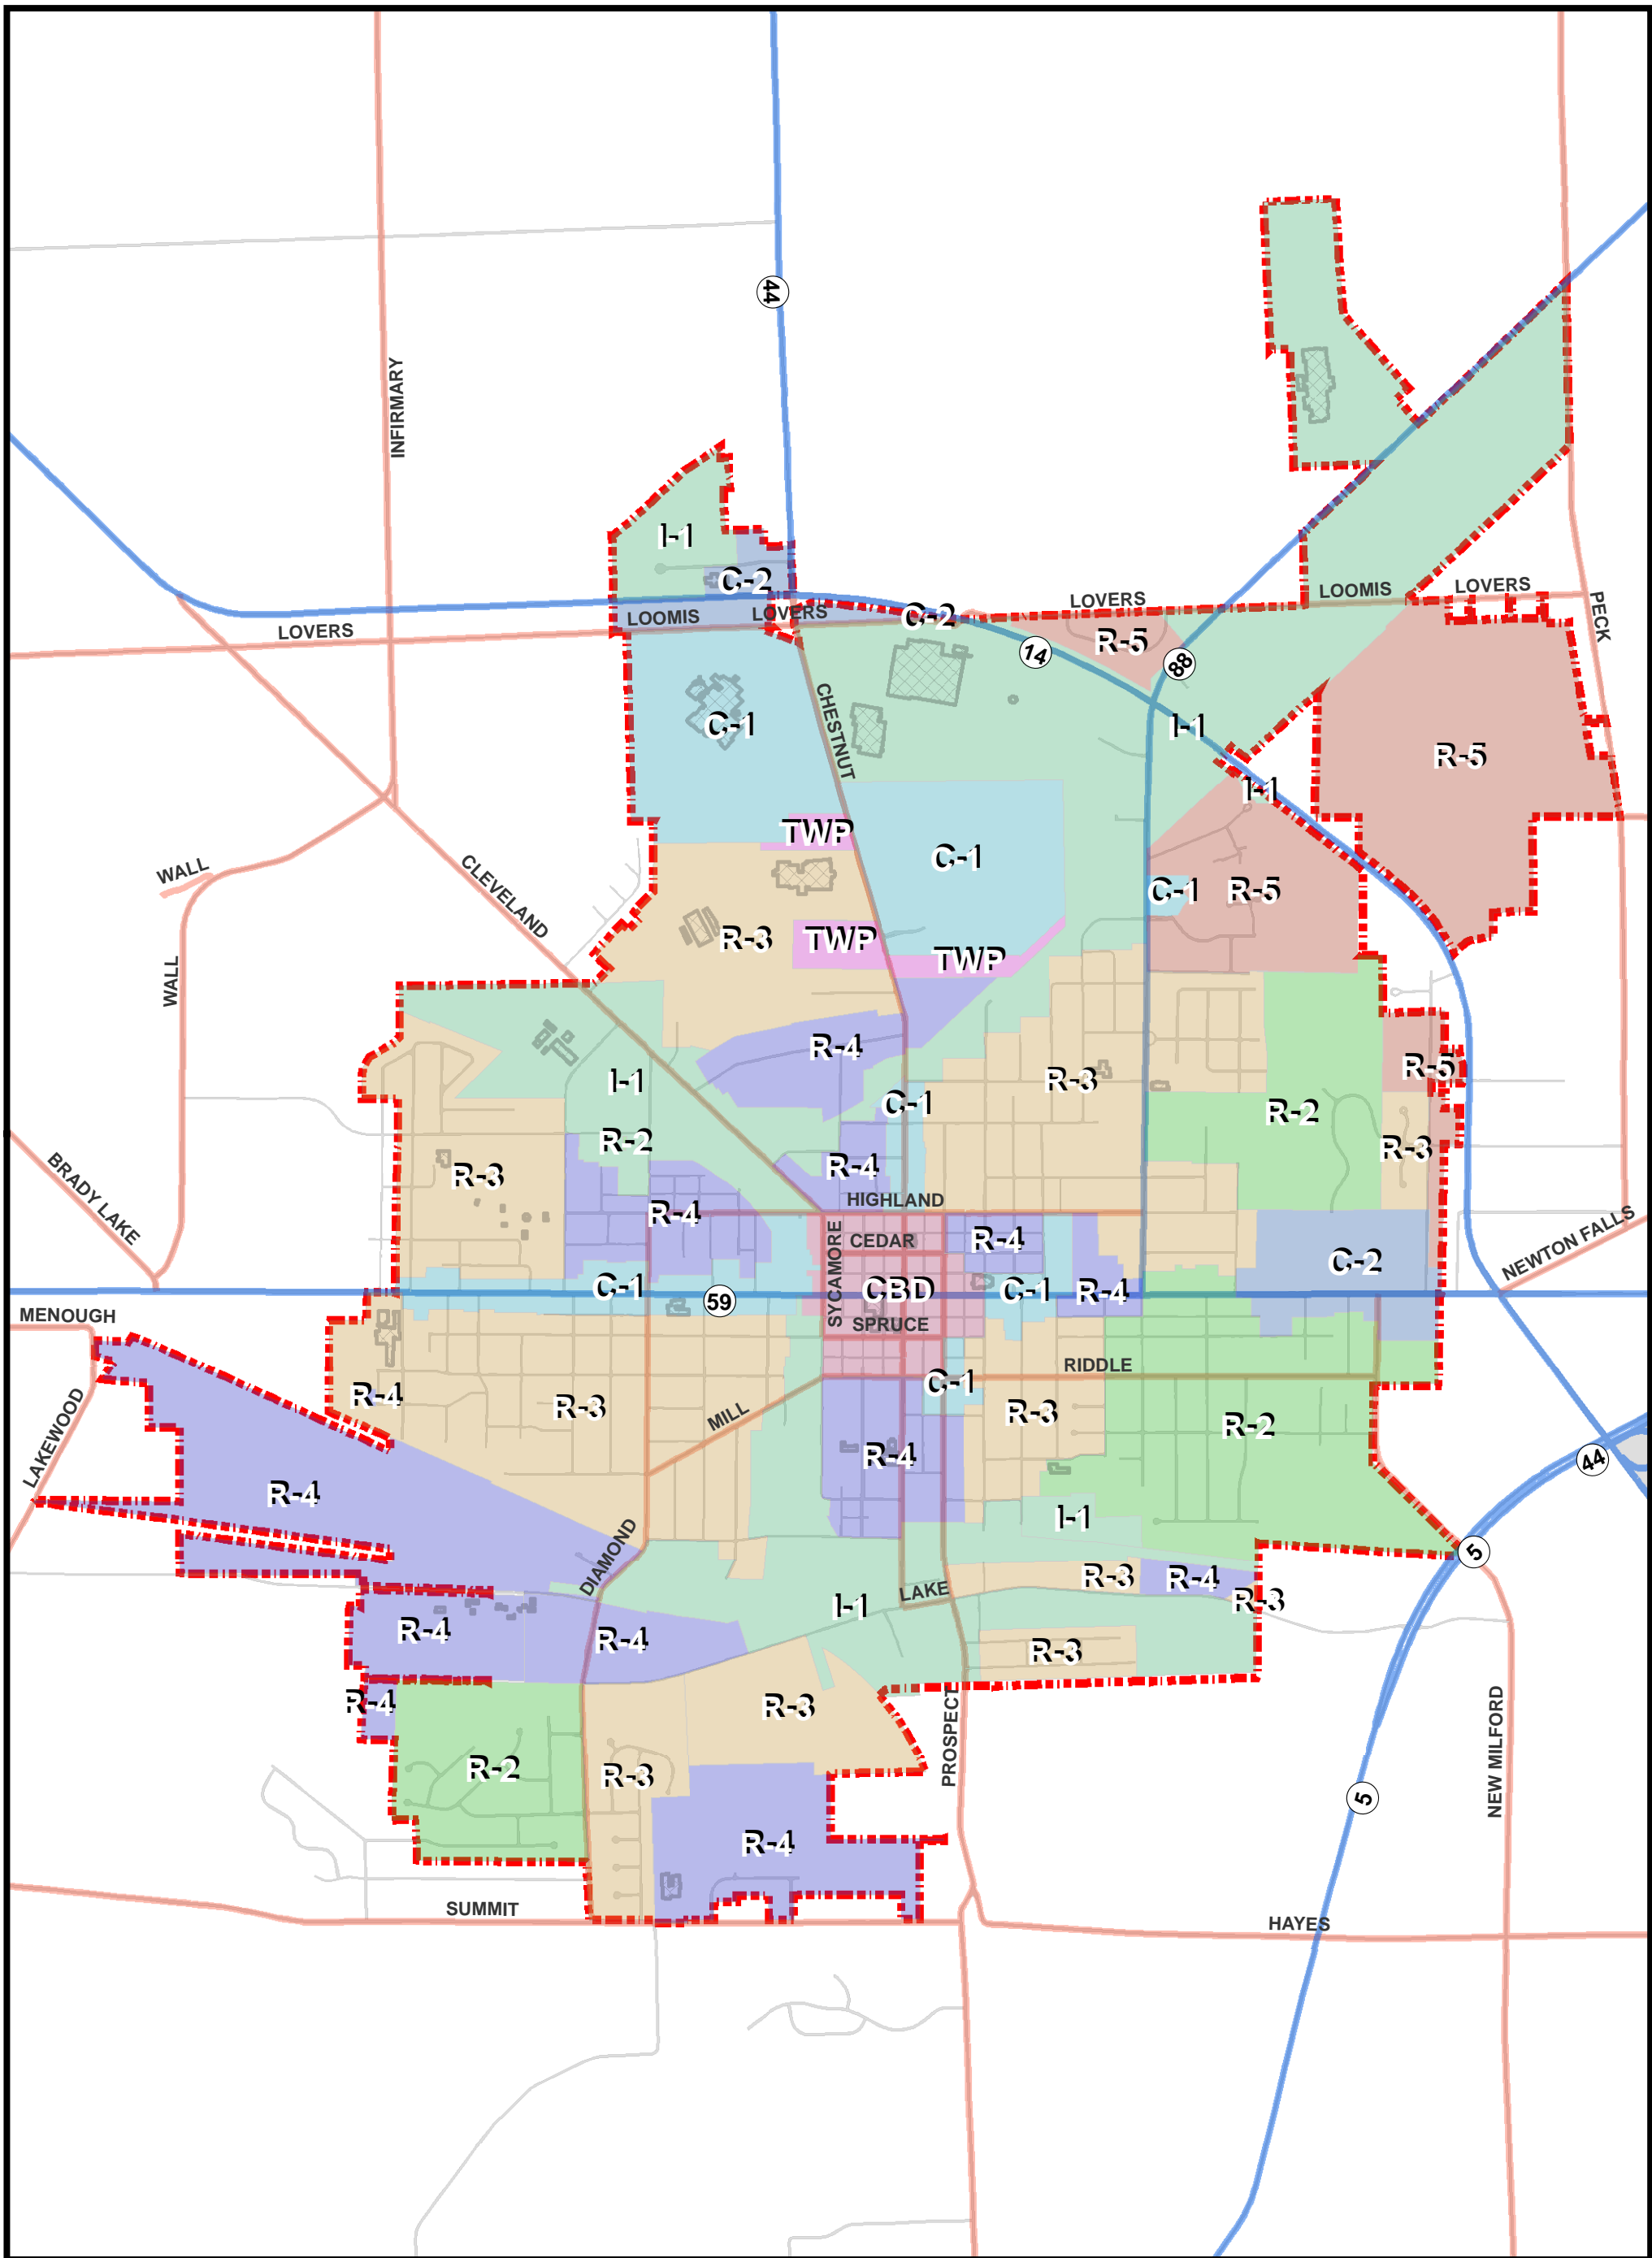 44
INFIRMARY
I-1
C-2
LOOMIS
LOVERS
C-2
LOVERS
LOOMIS
LOVERS
PECK
LOVERS
14
R-5
88
C-1
CHESTNUT
I-1
R-5
I-1
TWP
C-1
WALL
CLEVELAND
C-1
R-5
R-3
TWP
TWP
WALL
R-4
I-1
R-3
R-5
C-1
R-2
R-2
R-3
R-3
R-4
BRADY LAKE
R-4
HIGHLAND
SYCAMORE
CEDAR
R-4
C-2
NEWTON FALLS
C-1
59
CBD
C-1
R-4
MENOUGH
SPRUCE
RIDDLE
R-4
R-3
C-1
R-3
MILL
R-2
LAKEWOOD
R-4
R-4
44
I-1
5
DIAMOND
R-3
R-4
R-3
LAKE
I-1
R-4
R-4
R-3
R-4
R-3
PROSPECT
NEW MILFORD
R-2
R-3
5
R-4
SUMMIT
HAYES